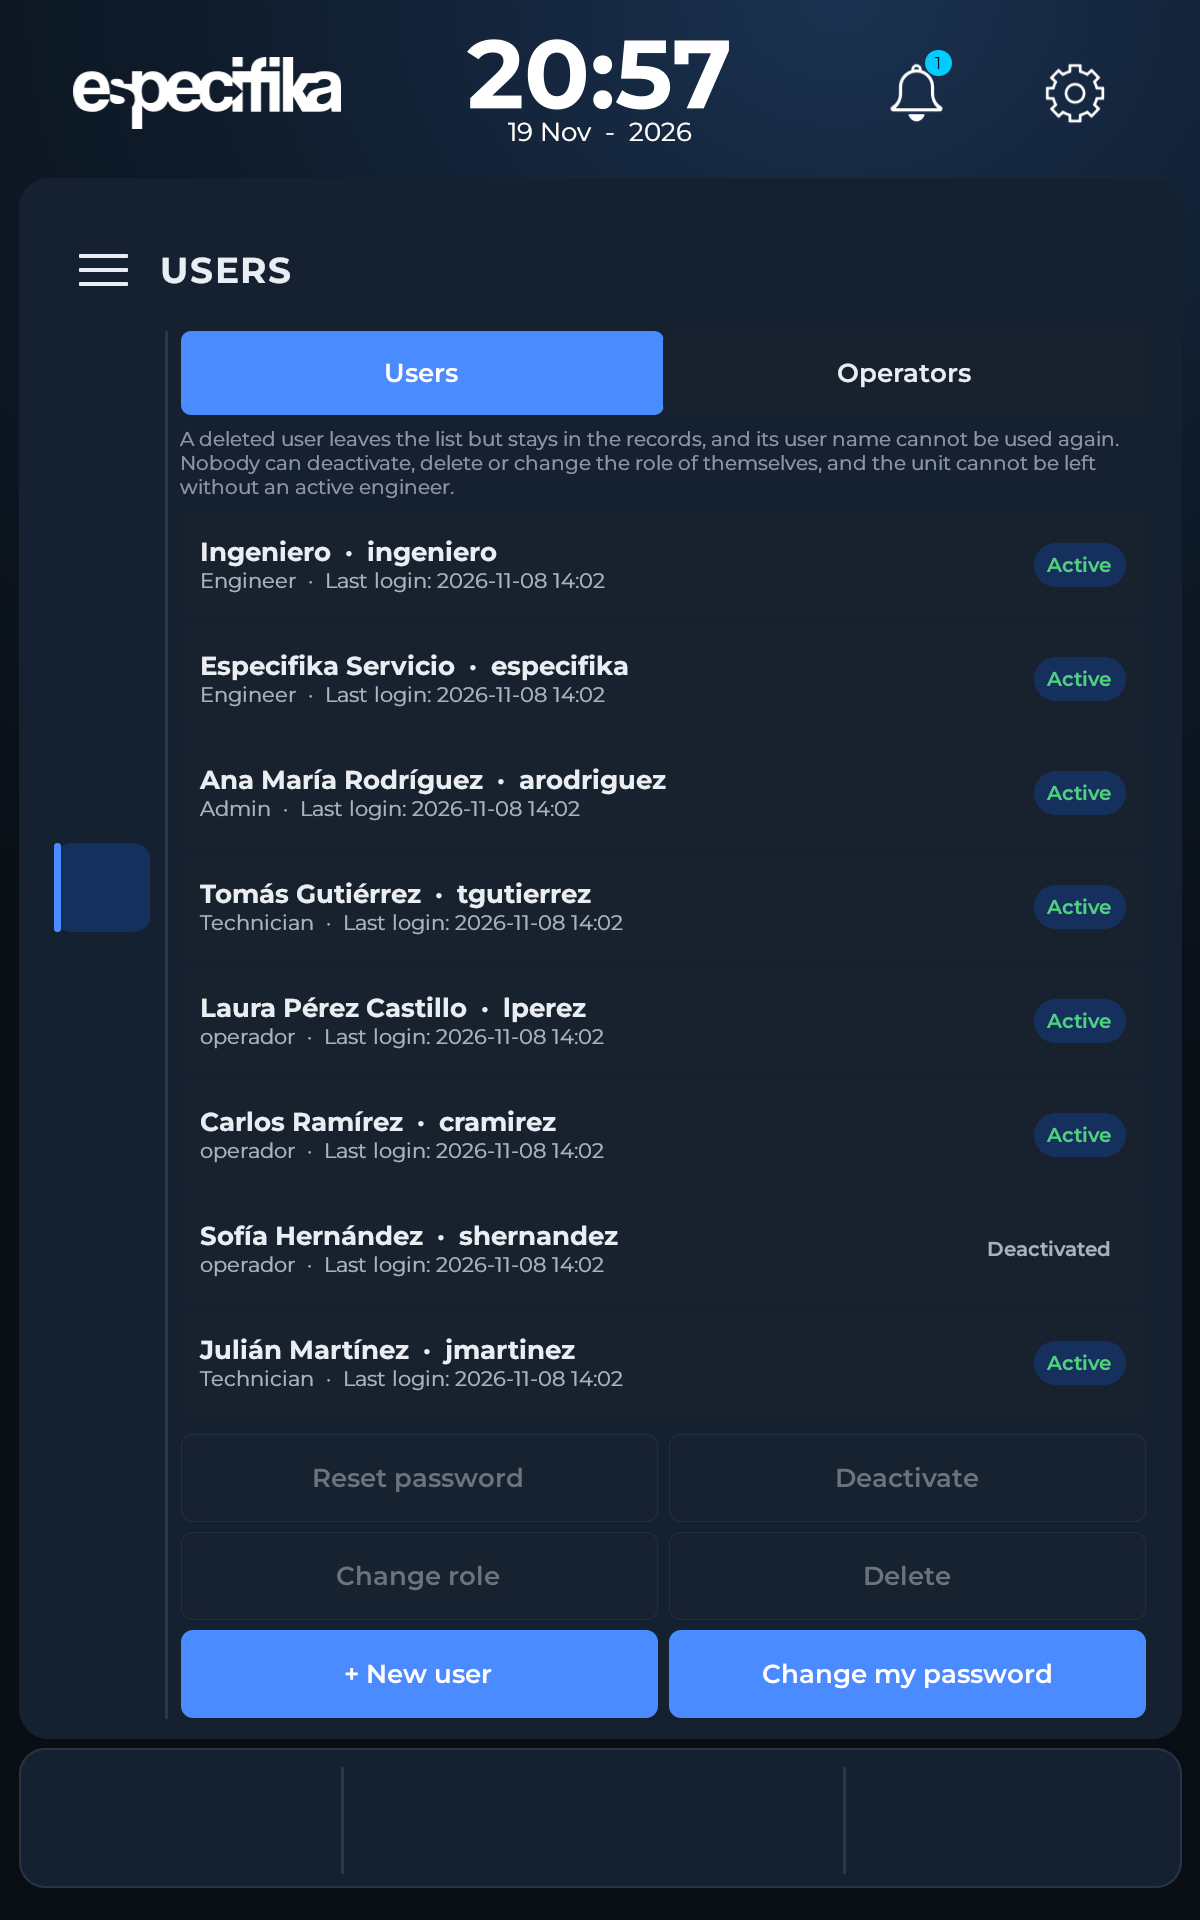 especifika
20:57
19 Nov - 2026
1
USERS
Users
Operators
A deleted user leaves the list but stays in the records, and its user name cannot be used again.
Nobody can deactivate, delete or change the role of themselves, and the unit cannot be left
without an active engineer.
Ingeniero · ingeniero
Engineer · Last login: 2026-11-08 14:02
Active
Especifika Servicio · especifika
Engineer · Last login: 2026-11-08 14:02
Active
Ana María Rodríguez · arodriguez
Admin · Last login: 2026-11-08 14:02
Active
Tomás Gutiérrez · tgutierrez
Technician · Last login: 2026-11-08 14:02
Active
Laura Pérez Castillo · lperez
operador · Last login: 2026-11-08 14:02
Active
Carlos Ramírez · cramirez
operador · Last login: 2026-11-08 14:02
Active
Sofía Hernández · shernandez
operador · Last login: 2026-11-08 14:02
Deactivated
Julián Martínez · jmartinez
Technician · Last login: 2026-11-08 14:02
Active
Reset password
Deactivate
Change role
Delete
+ New user
Change my password